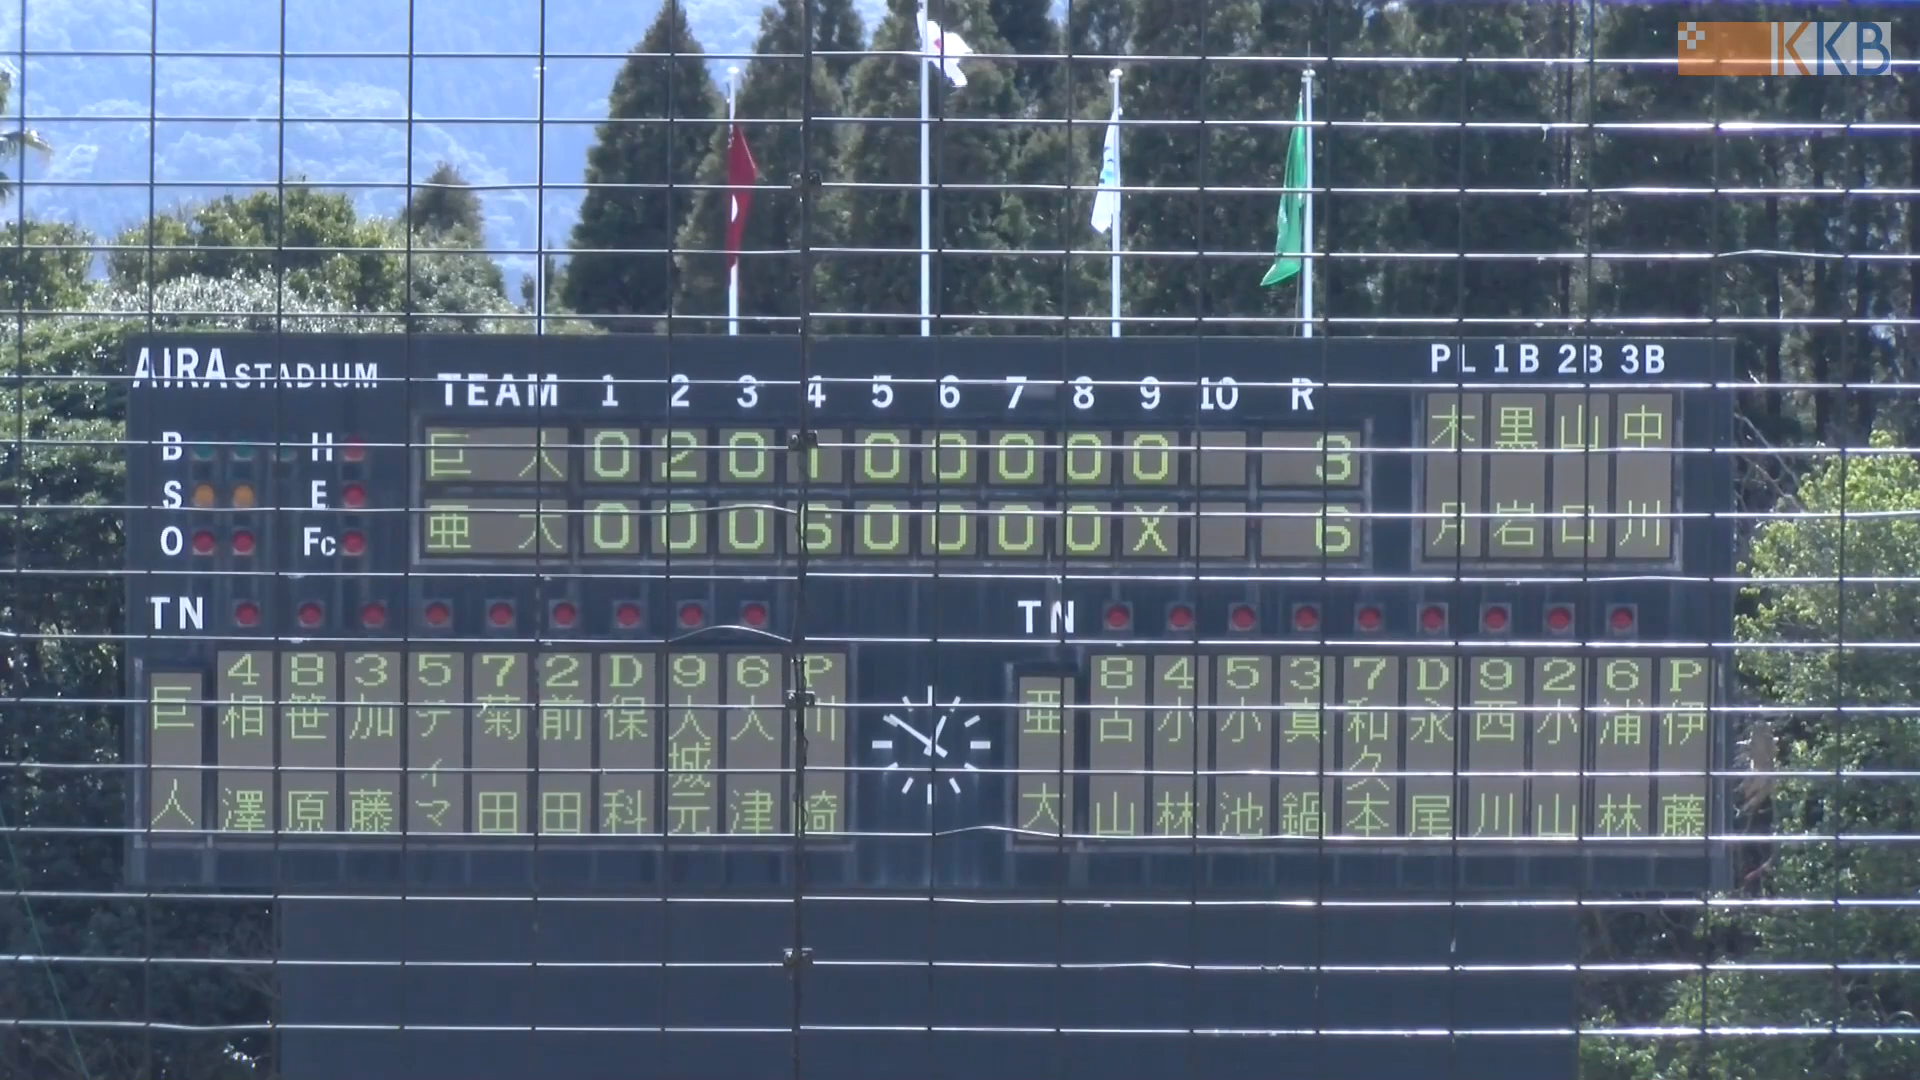 KKB
AIRA STADIUM
PL 1B 2B 3B
TEAM 1 2 3 4 5 6 7 8 9 10 R
木月 黒岩 山口 中川
B H
巨人 0 2 0 1 0 0 0 0 0 3
S E
亜大 0 0 0 6 0 0 0 0 X 6
O Fc
TN
TN
巨人
4 相澤
8 笹原
3 加藤
5 ティマ
7 菊田
2 前田
D 保科
9 大城元
6 大津
P 川﨑
亜大
8 古山
4 小林
5 小池
3 真鍋
7 和久本
D 永尾
9 西川
2 小山
6 浦林
P 伊藤